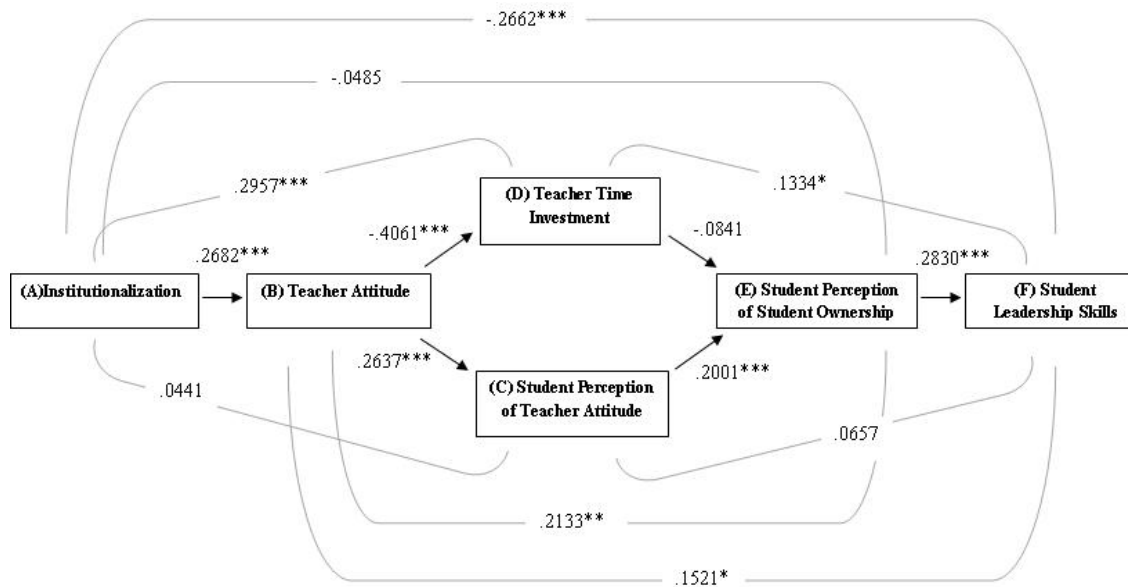 -.2662***
-.0485
.2957***
.1334*
(D) Teacher Time
Investment
-.4061***
-.0841
.2682***
.2830***
(A)Institutionalization
(B) Teacher Attitude
(E) Student Perception
of Student Ownership
(F) Student
Leadership Skills
.2637***
.2001***
(C) Student Perception
of Teacher Attitude
.0441
.0657
.2133**
.1521*